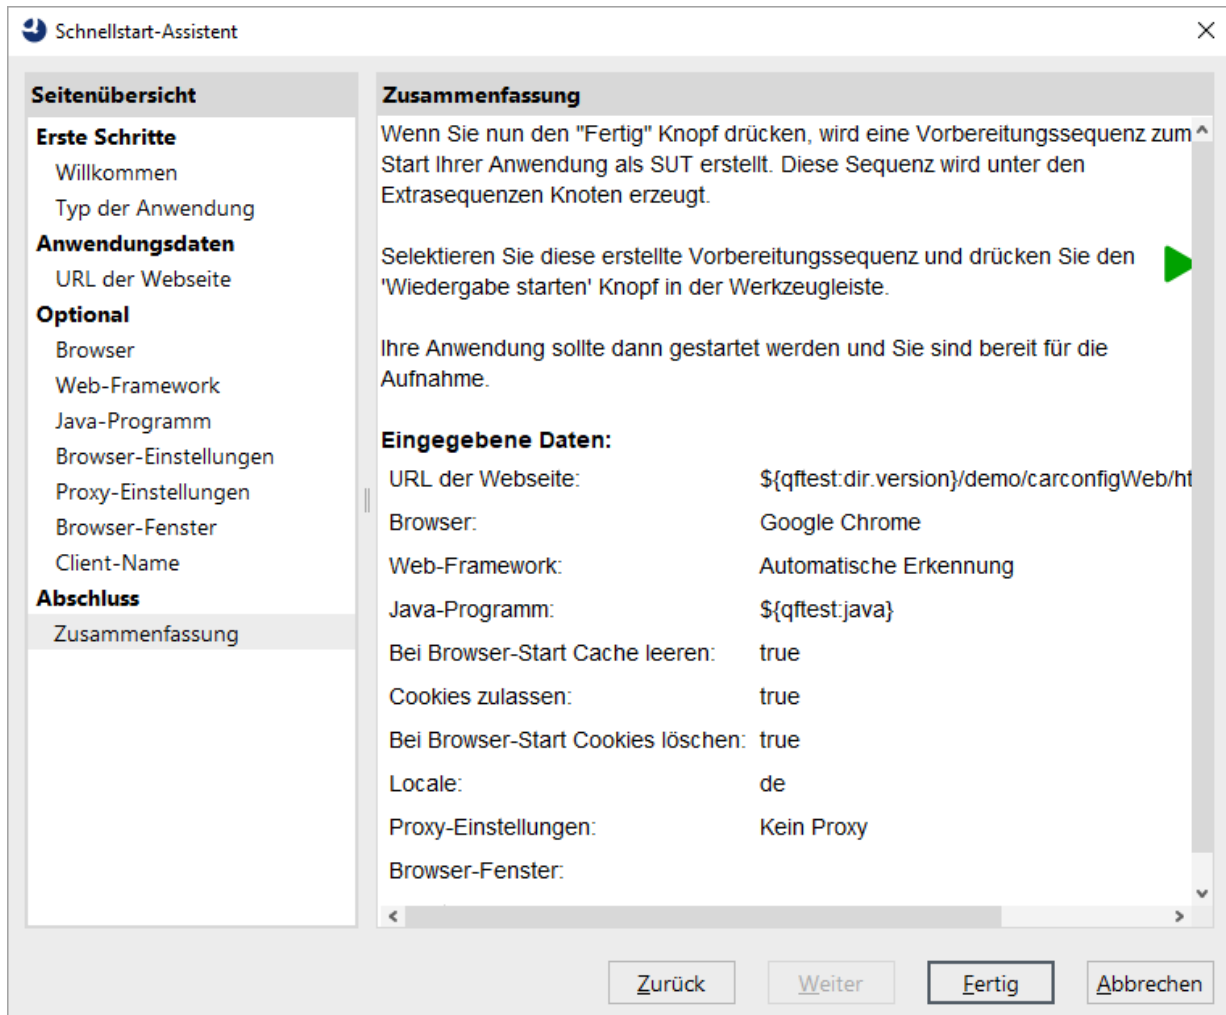 Schnellstart-Assistent
Seitenübersicht
Erste Schritte
Willkommen
Typ der Anwendung
Anwendungsdaten
URL der Webseite
Optional
Browser
Web-Framework
Java-Programm
Browser-Einstellungen
Proxy-Einstellungen
Browser-Fenster
Client-Name
Abschluss
Zusammenfassung
Zusammenfassung
Wenn Sie nun den "Fertig" Knopf drücken, wird eine Vorbereitungssequenz zum
Start Ihrer Anwendung als SUT erstellt. Diese Sequenz wird unter den
Extrasequenzen Knoten erzeugt.
Selektieren Sie diese erstellte Vorbereitungssequenz und drücken Sie den
'Wiedergabe starten' Knopf in der Werkzeugleiste.
Ihre Anwendung sollte dann gestartet werden und Sie sind bereit für die
Aufnahme.
Eingegebene Daten:
URL der Webseite: ${qftest:dir.version}/demo/carconfigWeb/ht
Browser: Google Chrome
Web-Framework: Automatische Erkennung
Java-Programm: ${qftest:java}
Bei Browser-Start Cache leeren: true
Cookies zulassen: true
Bei Browser-Start Cookies löschen: true
Locale: de
Proxy-Einstellungen: Kein Proxy
Browser-Fenster:
Zurück Weiter Fertig Abbrechen